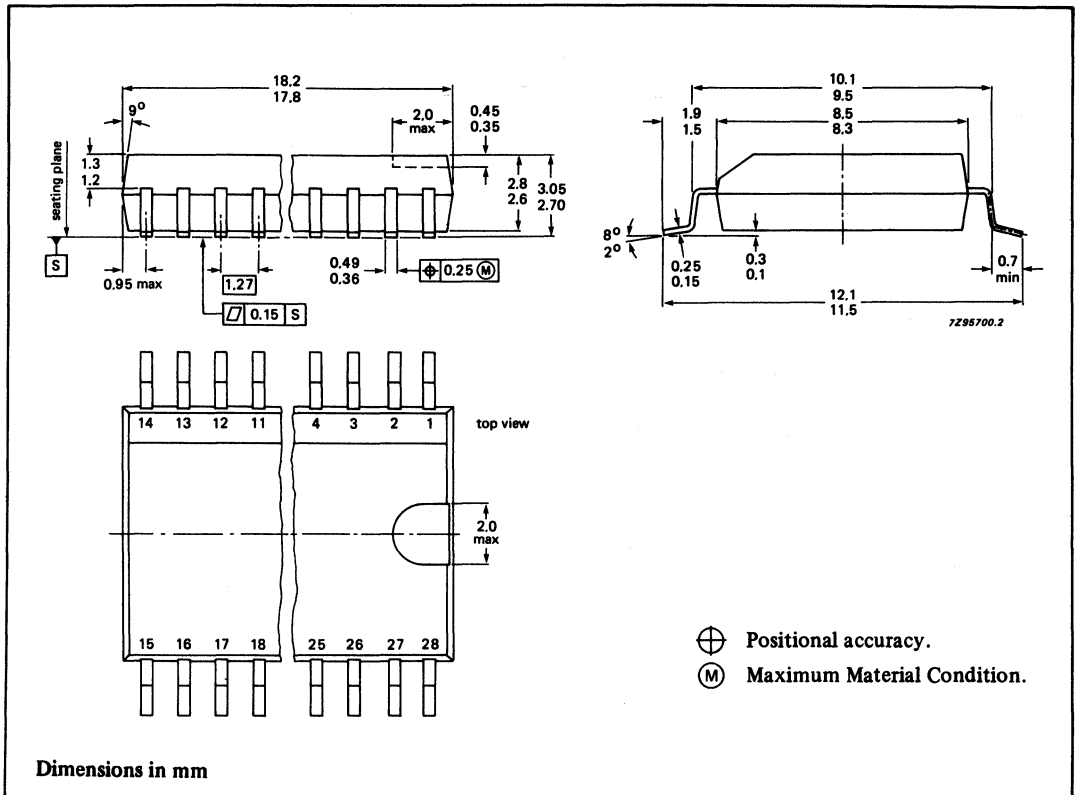 18.2
17.8
9°
2.0
max
0.45
0.35
seating plane
1.3
1.2
2.8
2.6
3.05
2.70
S
0.95 max
1.27
0.49
0.36
⌖ 0.25 Ⓜ
⏥ 0.15 S
10.1
9.5
1.9
1.5
8.5
8.3
8°
2°
0.25
0.15
0.3
0.1
0.7
min
12.1
11.5
7Z95700.2
14 13 12 11 4 3 2 1
top view
2.0
max
15 16 17 18 25 26 27 28
⌖ Positional accuracy.
Ⓜ Maximum Material Condition.
Dimensions in mm